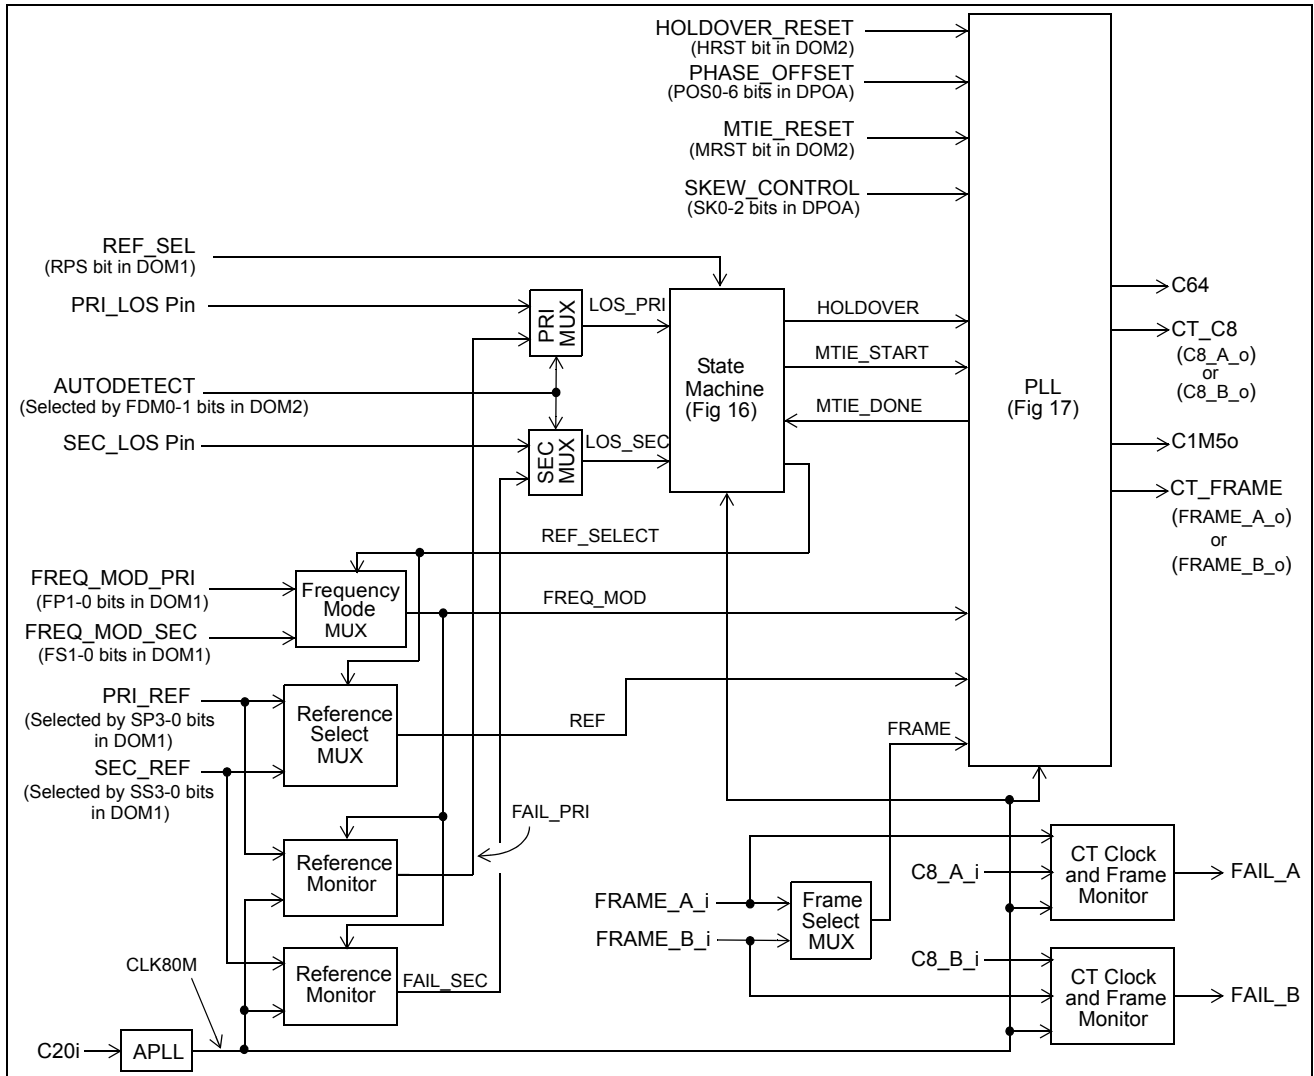 HOLDOVER_RESET
(HRST bit in DOM2)
PHASE_OFFSET
(POS0-6 bits in DPOA)
MTIE_RESET
(MRST bit in DOM2)
SKEW_CONTROL
(SK0-2 bits in DPOA)
REF_SEL
(RPS bit in DOM1)
PRI_LOS Pin
AUTODETECT
(Selected by FDM0-1 bits in DOM2)
SEC_LOS Pin
PRI
MUX
LOS_PRI
SEC
MUX
LOS_SEC
State
Machine
(Fig 16)
HOLDOVER
MTIE_START
MTIE_DONE
PLL
(Fig 17)
C64
CT_C8
(C8_A_o)
or
(C8_B_o)
C1M5o
CT_FRAME
(FRAME_A_o)
or
(FRAME_B_o)
REF_SELECT
FREQ_MOD_PRI
(FP1-0 bits in DOM1)
FREQ_MOD_SEC
(FS1-0 bits in DOM1)
Frequency
Mode
MUX
FREQ_MOD
PRI_REF
(Selected by SP3-0 bits
in DOM1)
SEC_REF
(Selected by SS3-0 bits
in DOM1)
Reference
Select
MUX
REF
FRAME
FAIL_PRI
Reference
Monitor
Reference
Monitor
FAIL_SEC
CLK80M
C20i
APLL
FRAME_A_i
FRAME_B_i
Frame
Select
MUX
C8_A_i
CT Clock
and Frame
Monitor
FAIL_A
C8_B_i
CT Clock
and Frame
Monitor
FAIL_B